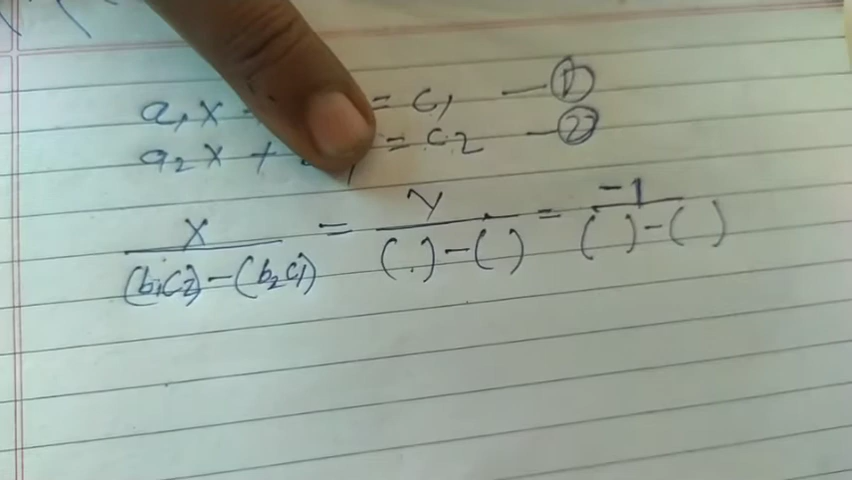 a₁x = c₁ — ①
a₂x + = c₂ — ②
x/((b₁c₂)-(b₂c₁)) = y/(( . )-( )) = -1/(( )-( ))